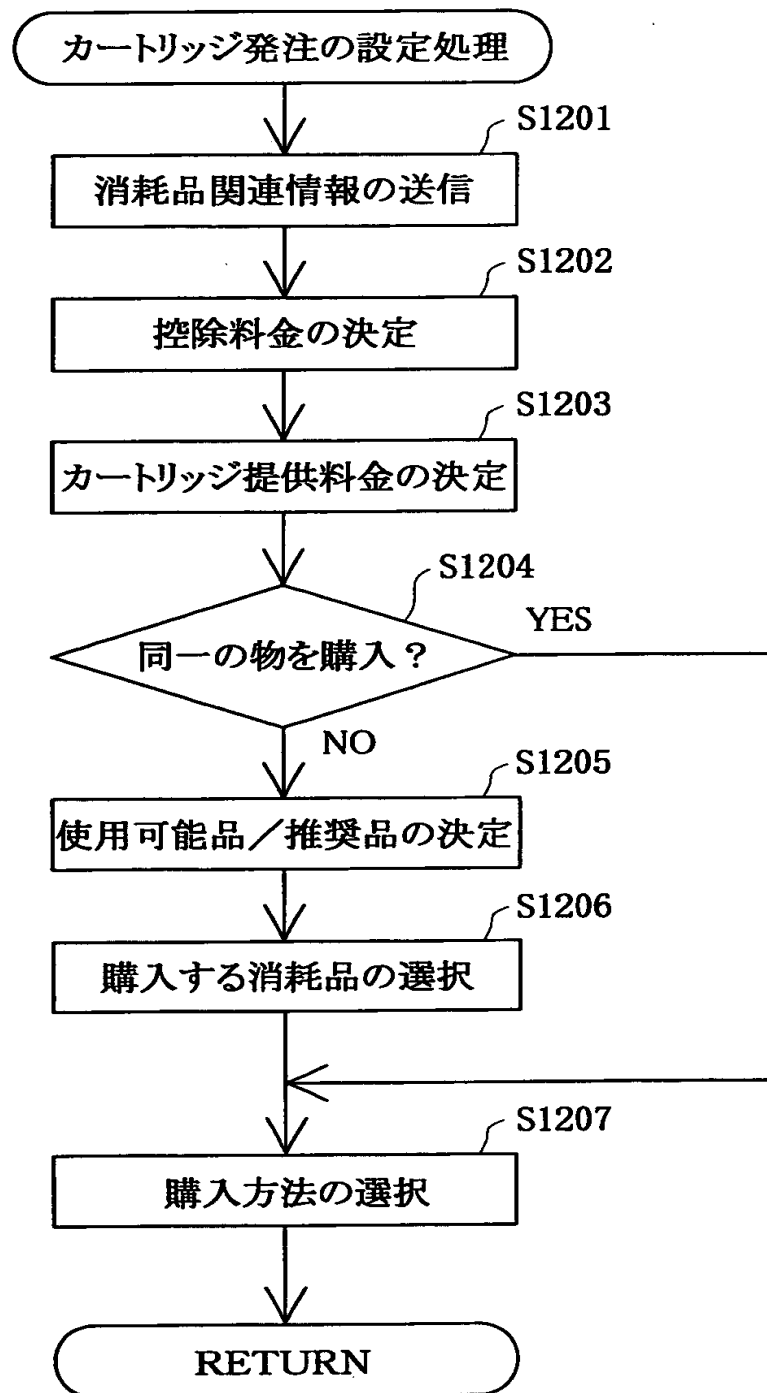 カートリッジ発注の設定処理
S1201
消耗品関連情報の送信
S1202
控除料金の決定
S1203
カートリッジ提供料金の決定
S1204
同一の物を購入？
YES
NO
S1205
使用可能品／推奨品の決定
S1206
購入する消耗品の選択
S1207
購入方法の選択
RETURN